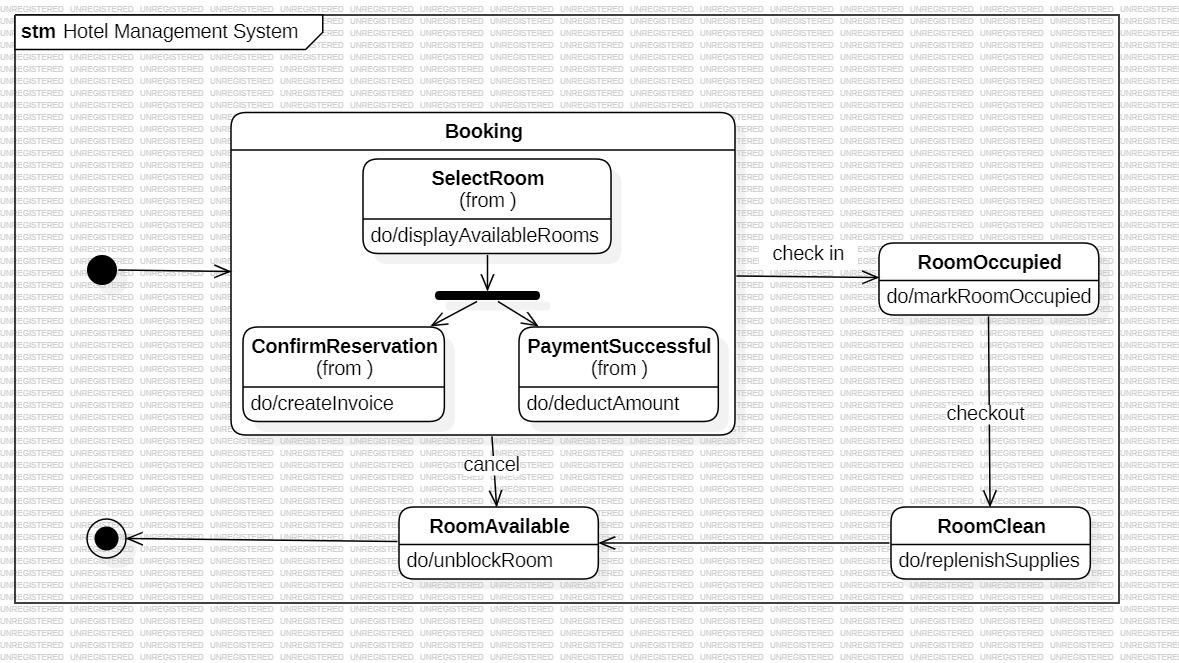 stm Hotel Management System
Booking
SelectRoom
(from )
do/displayAvailableRooms
ConfirmReservation
(from )
do/createInvoice
PaymentSuccessful
(from )
do/deductAmount
check in
RoomOccupied
do/markRoomOccupied
checkout
cancel
RoomAvailable
do/unblockRoom
RoomClean
do/replenishSupplies
UNREGISTERED